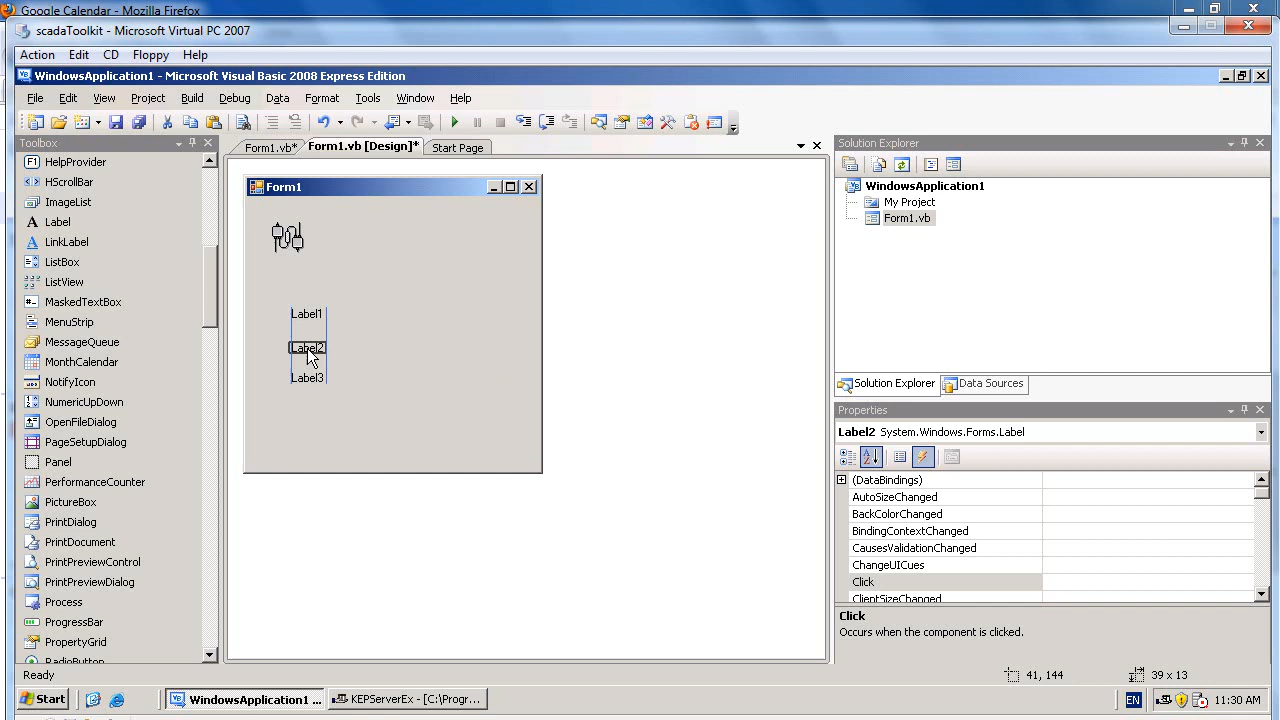 Google Calendar - Mozilla Firefox
scadaToolkit - Microsoft Virtual PC 2007
Action Edit CD Floppy Help
WindowsApplication1 - Microsoft Visual Basic 2008 Express Edition
File Edit View Project Build Debug Data Format Tools Window Help
Toolbox
HelpProvider
HScrollBar
ImageList
Label
LinkLabel
ListBox
ListView
MaskedTextBox
MenuStrip
MessageQueue
MonthCalendar
NotifyIcon
NumericUpDown
OpenFileDialog
PageSetupDialog
Panel
PerformanceCounter
PictureBox
PrintDialog
PrintDocument
PrintPreviewControl
PrintPreviewDialog
Process
ProgressBar
PropertyGrid
RadioButton
Form1.vb* Form1.vb [Design]* Start Page
Form1
Label1
Label2
Label3
Solution Explorer
WindowsApplication1
My Project
Form1.vb
Solution Explorer Data Sources
Properties
Label2 System.Windows.Forms.Label
(DataBindings)
AutoSizeChanged
BackColorChanged
BindingContextChanged
CausesValidationChanged
ChangeUICues
Click
ClientSizeChanged
Click
Occurs when the component is clicked.
Ready 41, 144 39 x 13
Start WindowsApplication1 ... KEPServerEx - [C:\Progr... EN 11:30 AM